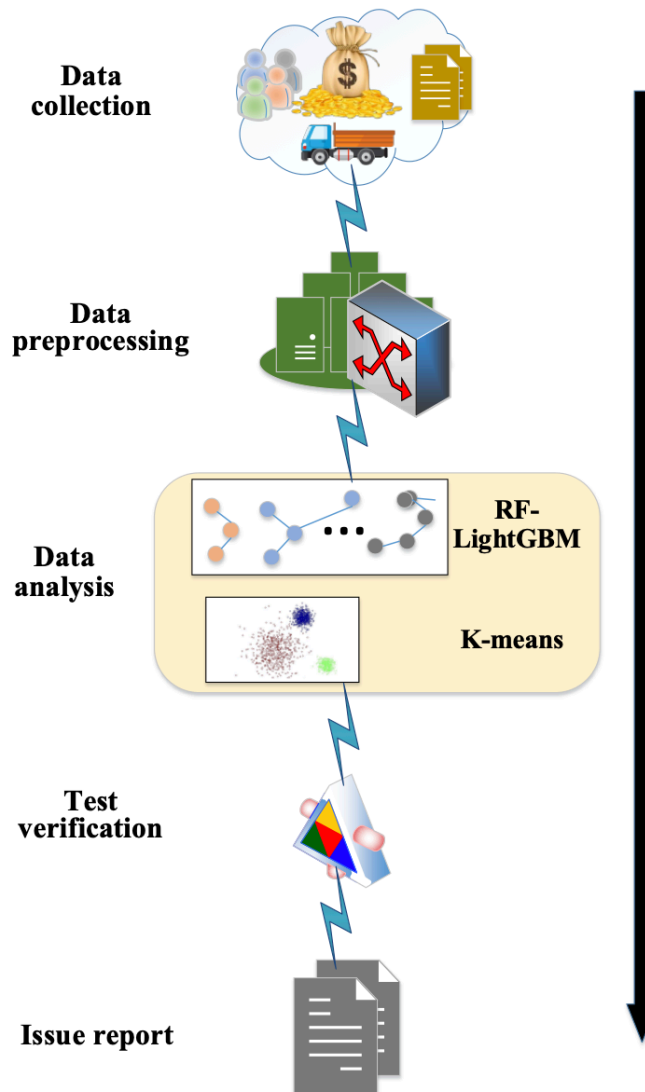 Data
collection
$
Data
preprocessing
RF-
LightGBM
Data
analysis
K-means
Test
verification
Issue report